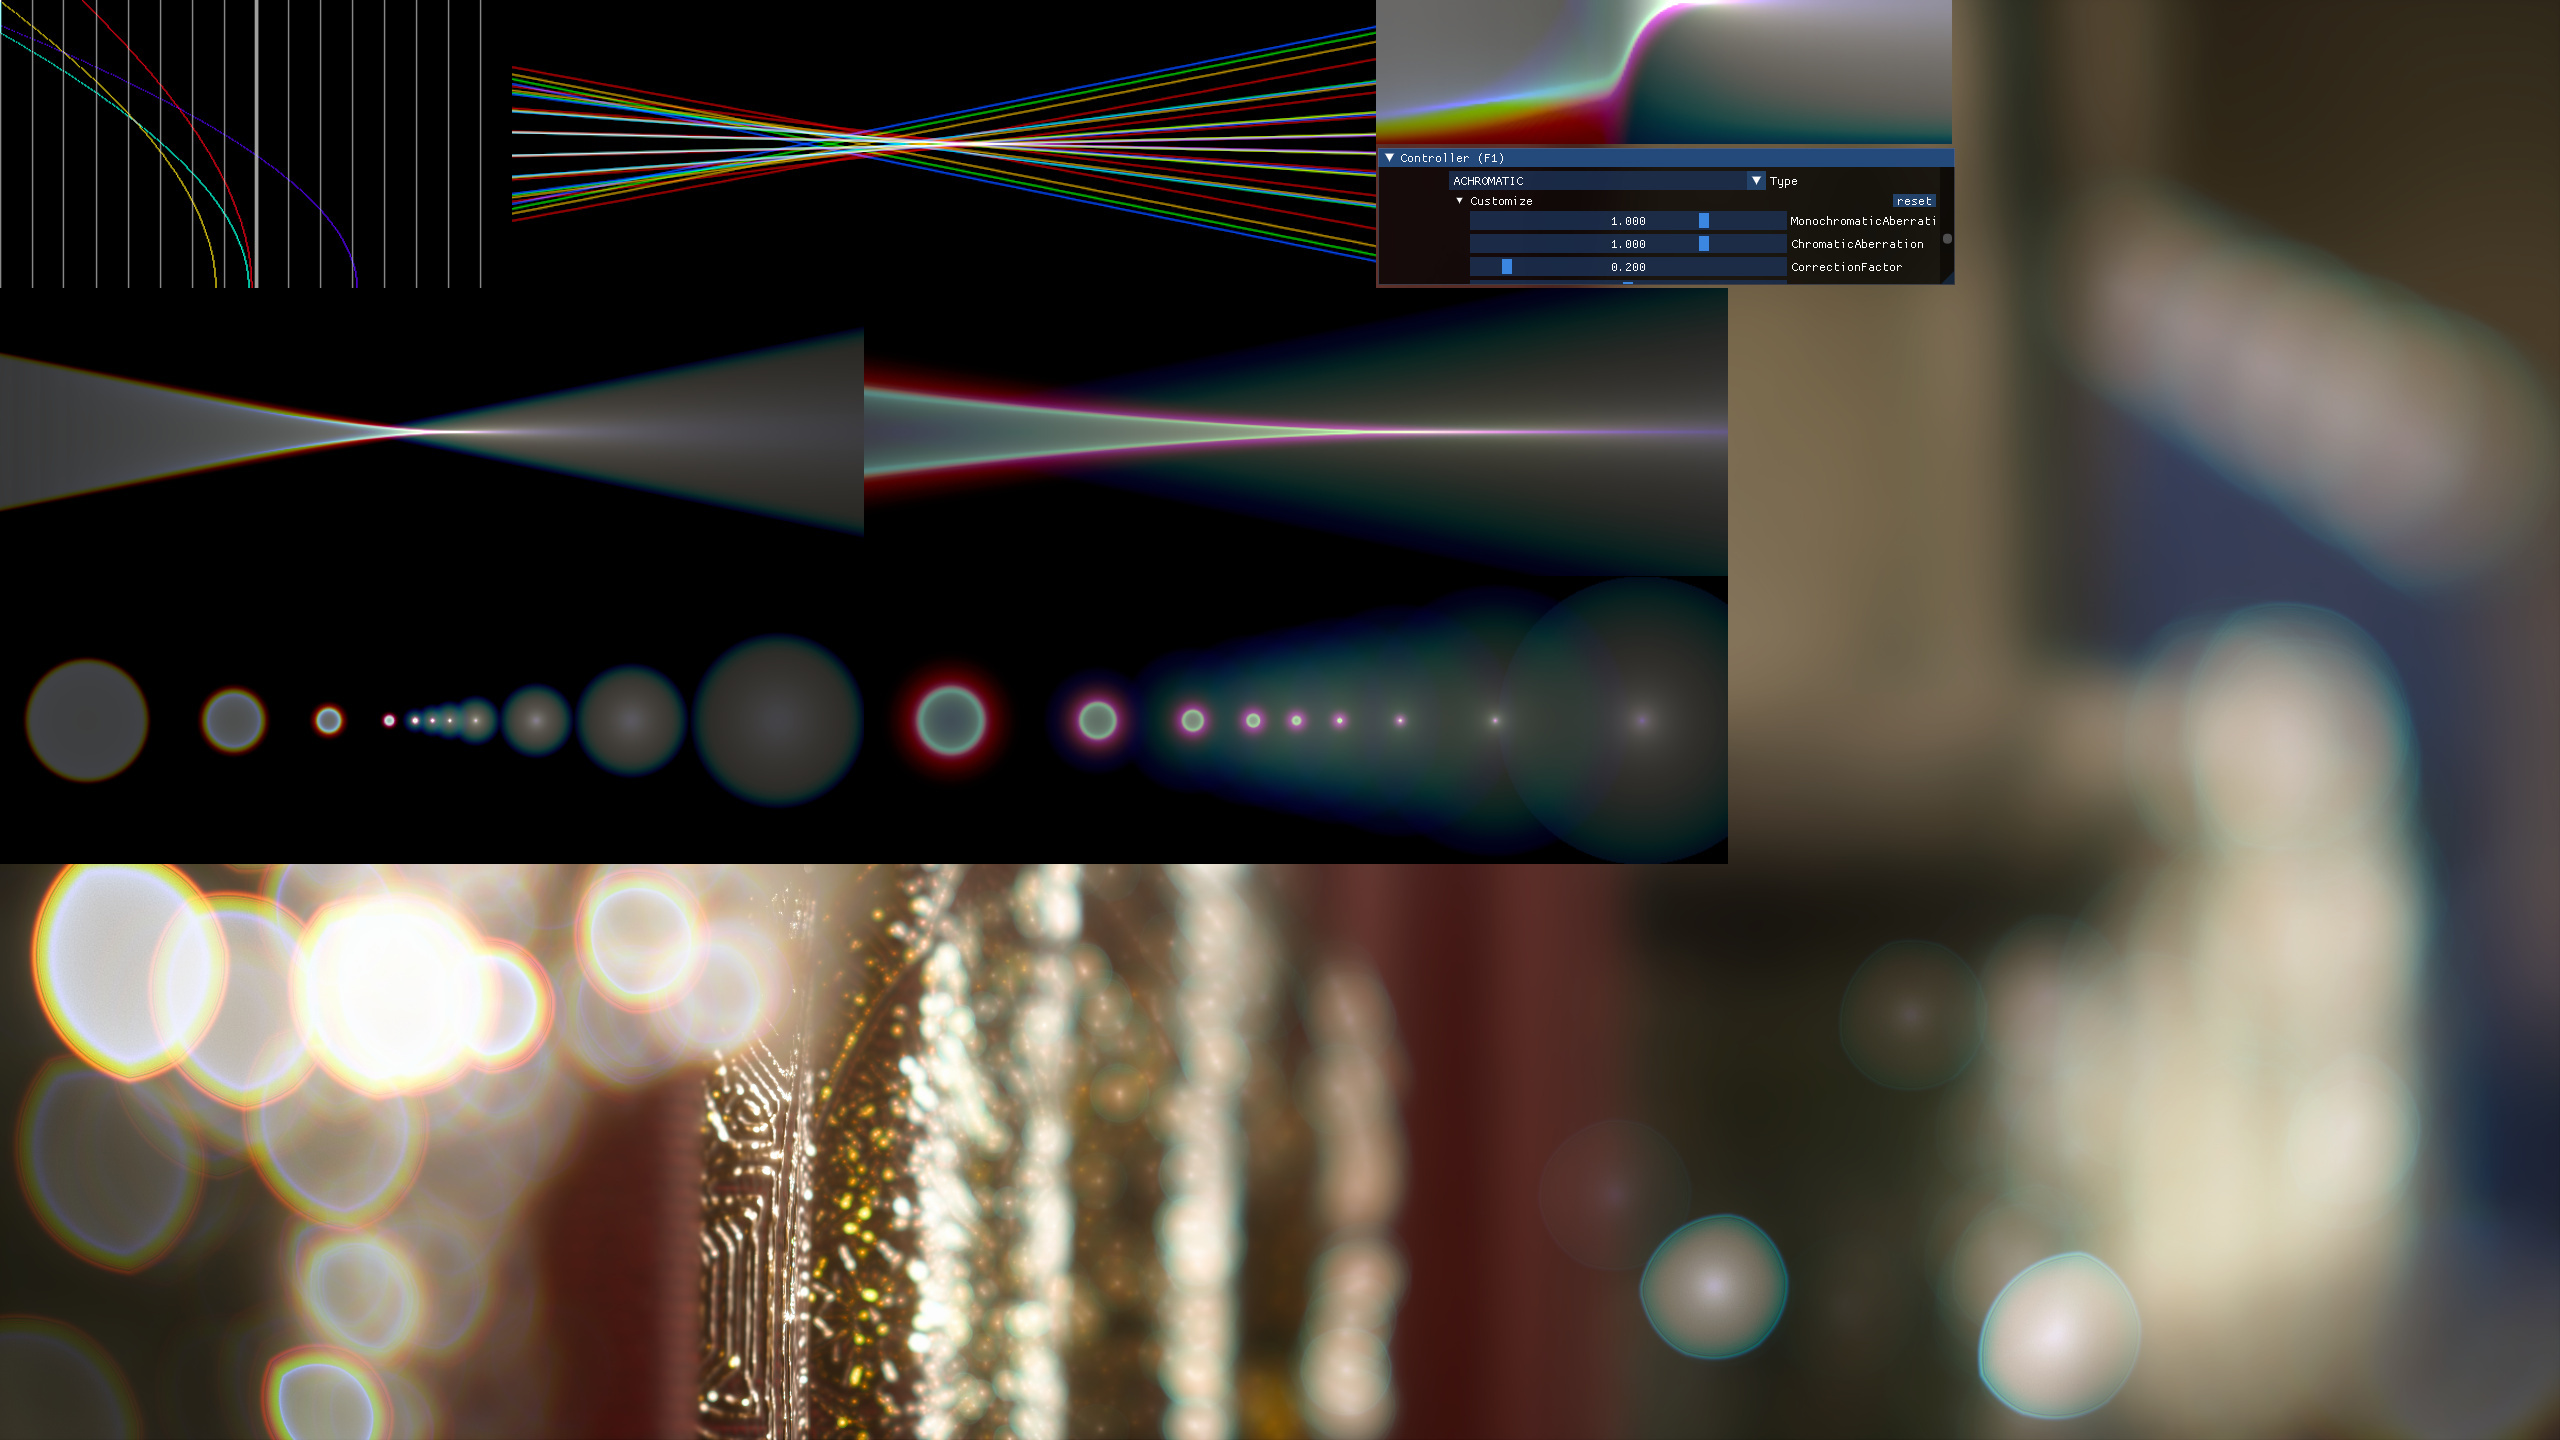 Controller (F1)
ACHROMATIC Type
Customize reset
1.000 MonochromaticAberrati
1.000 ChromaticAberration
0.200 CorrectionFactor